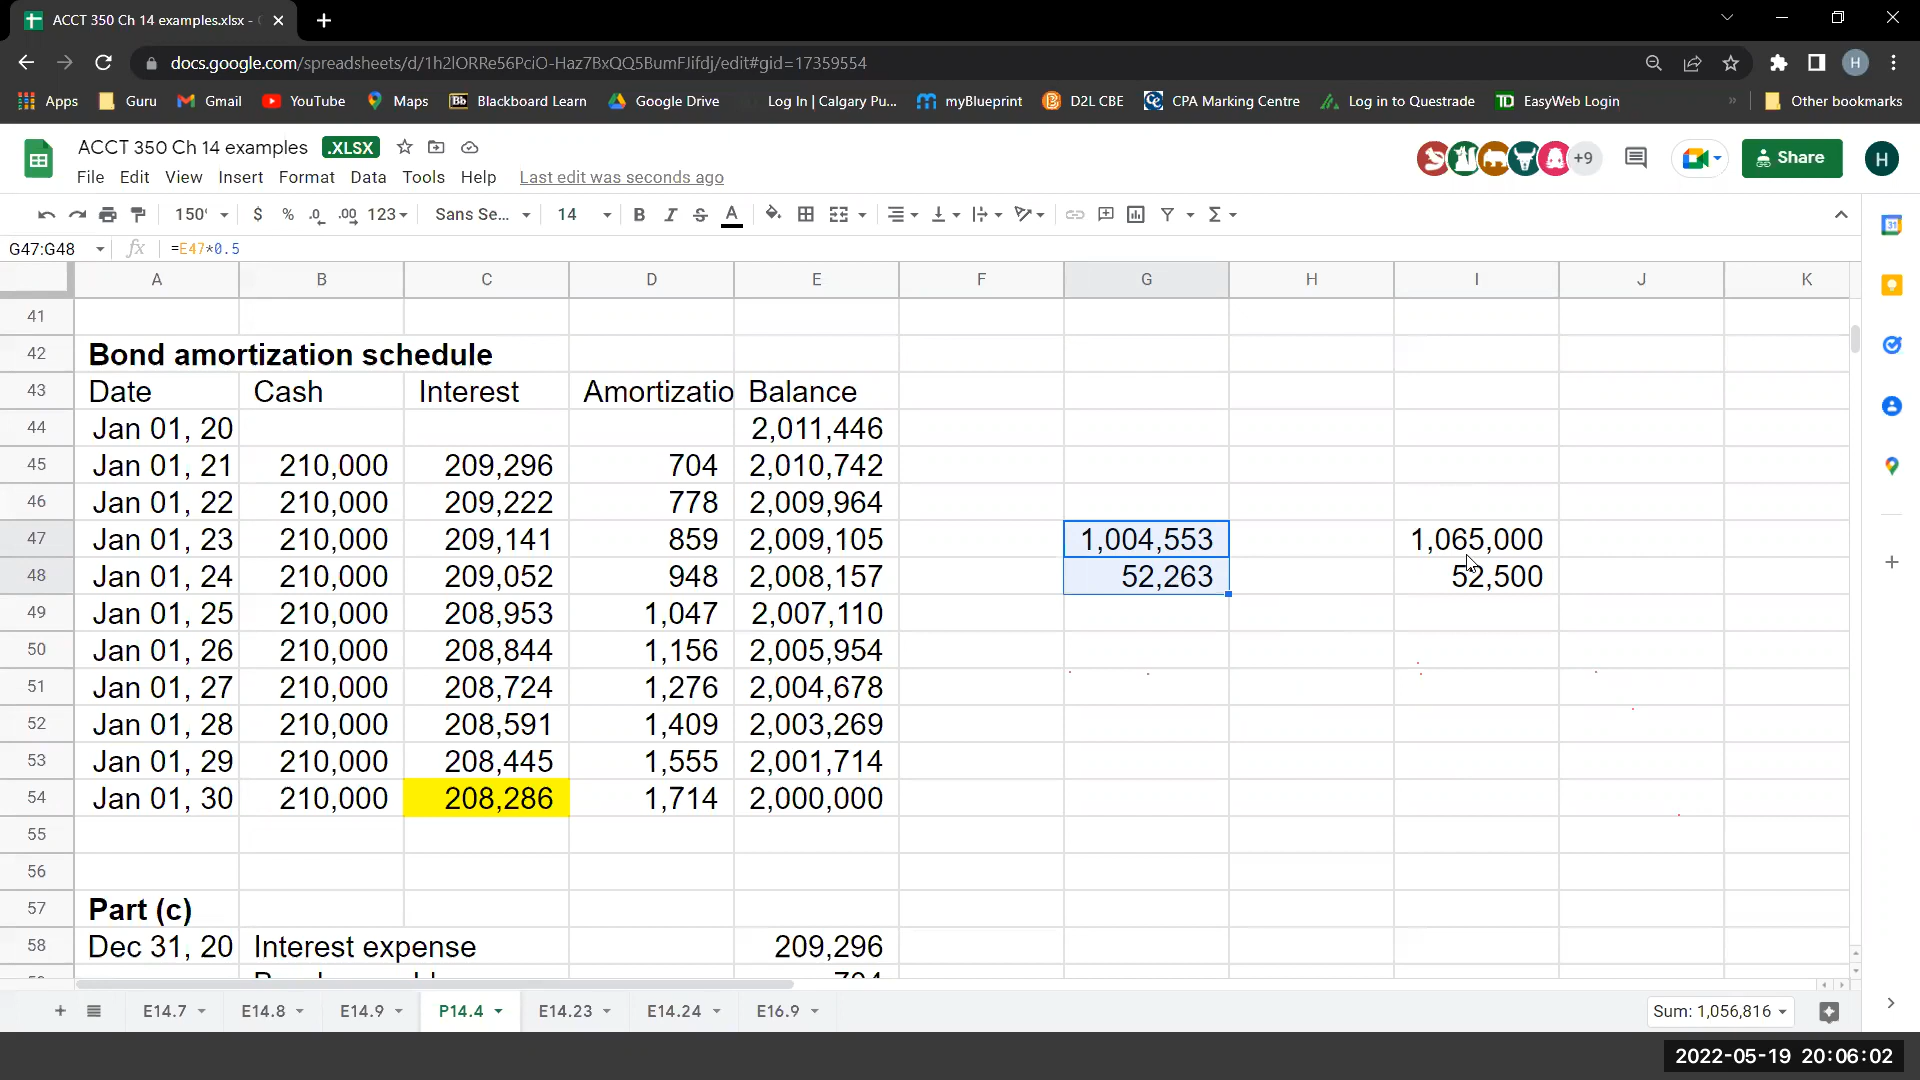 ACCT 350 Ch 14 examples.xlsx -
docs.google.com/spreadsheets/d/1h2lORRe56PciO-Haz7BxQQ5BumFJifdj/edit#gid=17359554
Apps Guru Gmail YouTube Maps Bb Blackboard Learn Google Drive Log In | Calgary Pu... myBlueprint D2L CBE CPA Marking Centre Log in to Questrade TD EasyWeb Login » Other bookmarks
ACCT 350 Ch 14 examples .XLSX +9 Share H
File Edit View Insert Format Data Tools Help Last edit was seconds ago
150% $ % .0 .00 123 Sans Se... 14 B I S A
G47:G48 fx =E47*0.5
A B C D E F G H I J K
41
42 Bond amortization schedule
43 Date Cash Interest Amortizatio Balance
44 Jan 01, 20 2,011,446
45 Jan 01, 21 210,000 209,296 704 2,010,742
46 Jan 01, 22 210,000 209,222 778 2,009,964
47 Jan 01, 23 210,000 209,141 859 2,009,105 1,004,553 1,065,000
48 Jan 01, 24 210,000 209,052 948 2,008,157 52,263 52,500
49 Jan 01, 25 210,000 208,953 1,047 2,007,110
50 Jan 01, 26 210,000 208,844 1,156 2,005,954
51 Jan 01, 27 210,000 208,724 1,276 2,004,678
52 Jan 01, 28 210,000 208,591 1,409 2,003,269
53 Jan 01, 29 210,000 208,445 1,555 2,001,714
54 Jan 01, 30 210,000 208,286 1,714 2,000,000
55
56
57 Part (c)
58 Dec 31, 20 Interest expense 209,296
E14.7 E14.8 E14.9 P14.4 E14.23 E14.24 E16.9 Sum: 1,056,816
2022-05-19 20:06:02